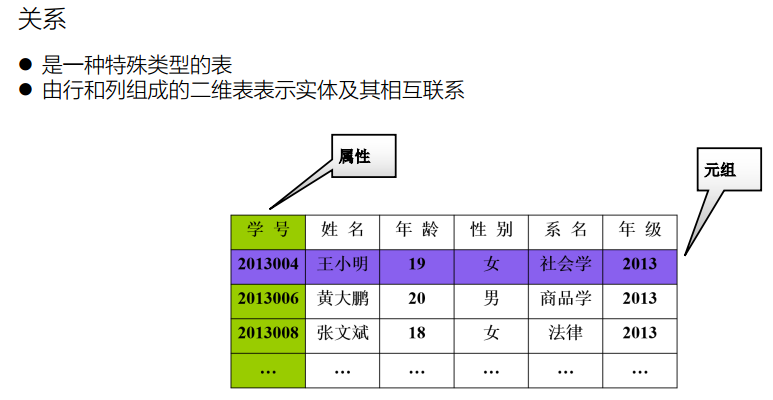 关系
● 是一种特殊类型的表
● 由行和列组成的二维表表示实体及其相互联系
属性
元组
学 号 姓 名 年 龄 性 别 系 名 年 级
2013004 王小明 19 女 社会学 2013
2013006 黄大鹏 20 男 商品学 2013
2013008 张文斌 18 女 法律 2013
… … … … … …